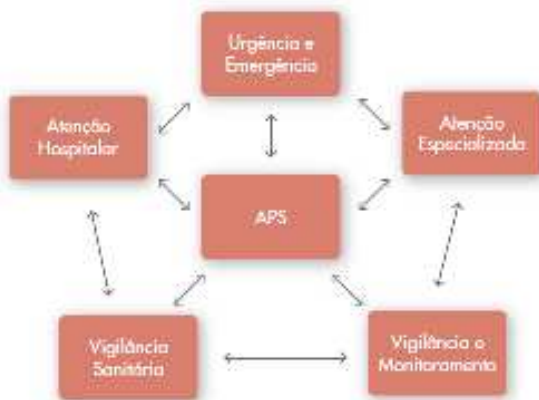 Urgência e
Emergência
Atenção
Hospitalar
Atenção
Especializada
APS
Vigilância
Sanitária
Vigilância e
Monitoramento